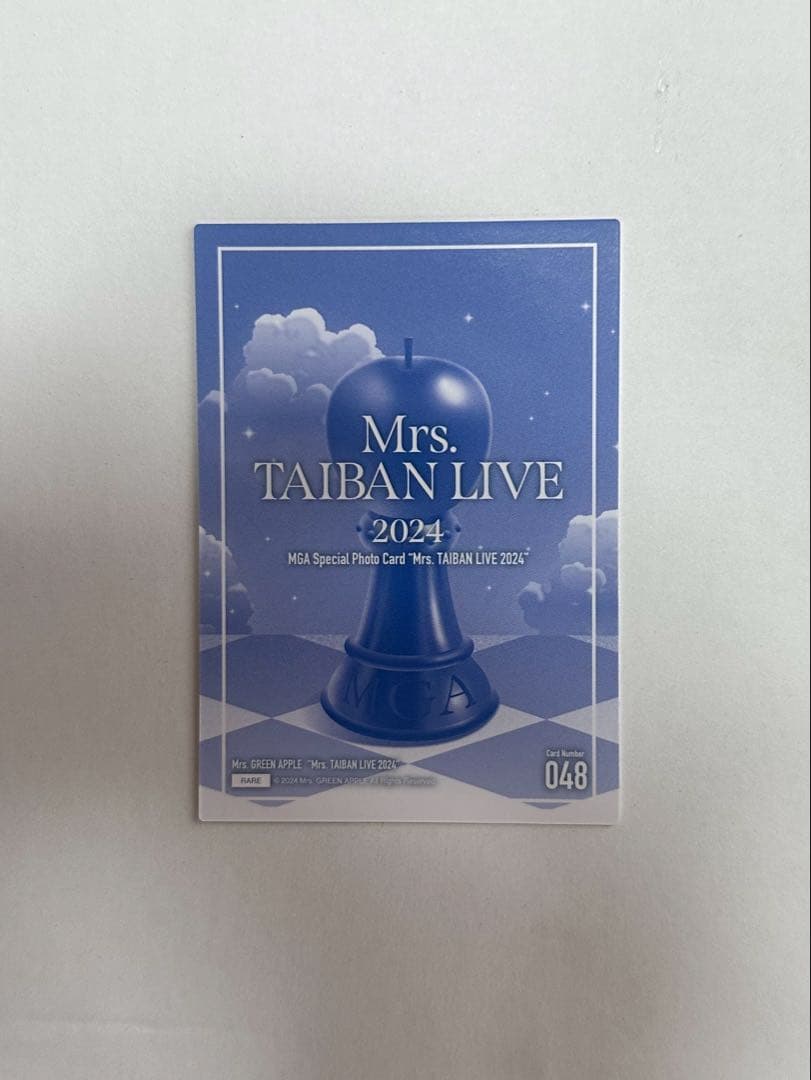 Mrs.
TAIBAN LIVE
2024
MGA Special Photo Card "Mrs. TAIBAN LIVE 2024"
MGA
Mrs. GREEN APPLE "Mrs. TAIBAN LIVE 2024"
RARE © 2024 Mrs. GREEN APPLE All Rights Reserved.
Card Number
048